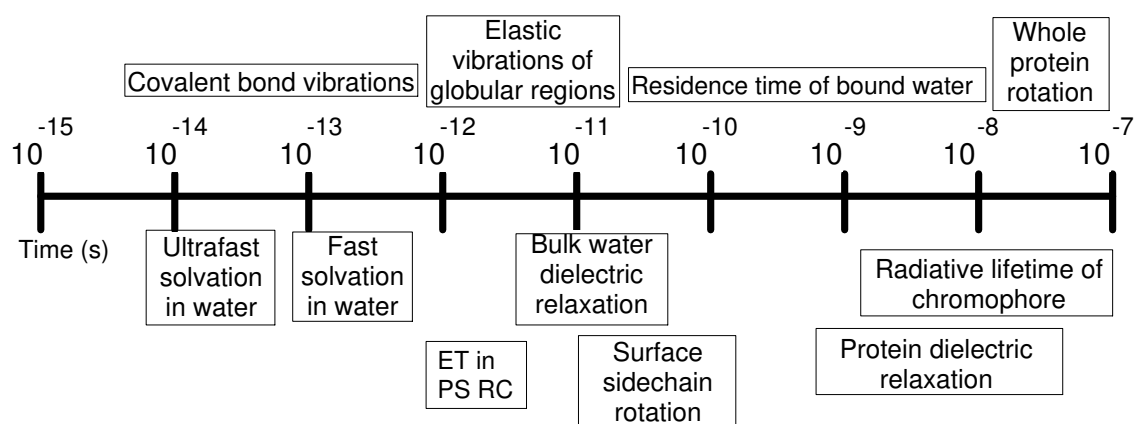 Covalent bond vibrations
Elastic
vibrations of
globular regions
Residence time of bound water
Whole
protein
rotation
10^-15 10^-14 10^-13 10^-12 10^-11 10^-10 10^-9 10^-8 10^-7
Time (s)
Ultrafast
solvation
in water
Fast
solvation
in water
Bulk water
dielectric
relaxation
Radiative lifetime of
chromophore
ET in
PS RC
Surface
sidechain
rotation
Protein dielectric
relaxation